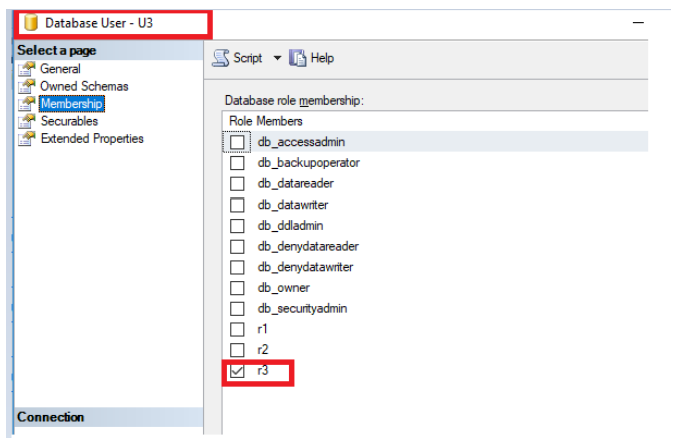 Database User - U3
Select a page
General
Owned Schemas
Membership
Securables
Extended Properties
Connection
Script
Help
Database role membership:
Role Members
db_accessadmin
db_backupoperator
db_datareader
db_datawriter
db_ddladmin
db_denydatareader
db_denydatawriter
db_owner
db_securityadmin
r1
r2
r3